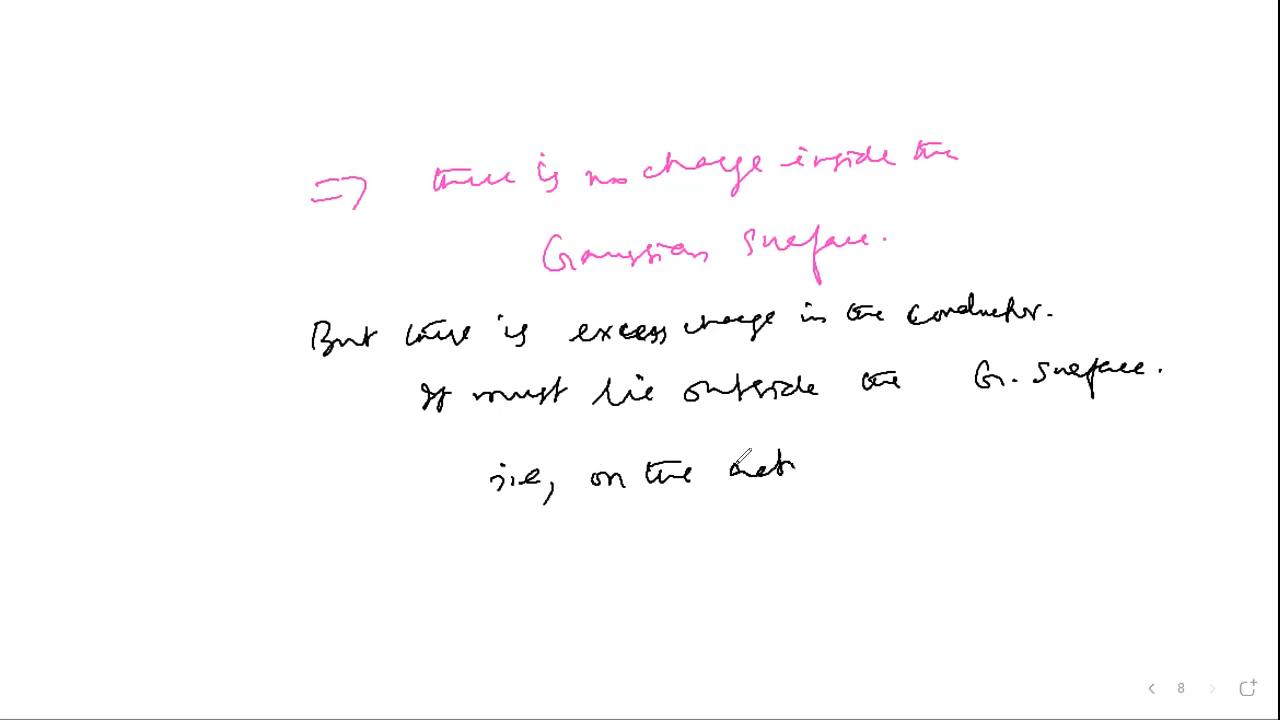 => there is no charge inside the
Gaussian surface.
But there is excess charge in the conductor.
It must lie outside the G. surface.
i.e, on the
8